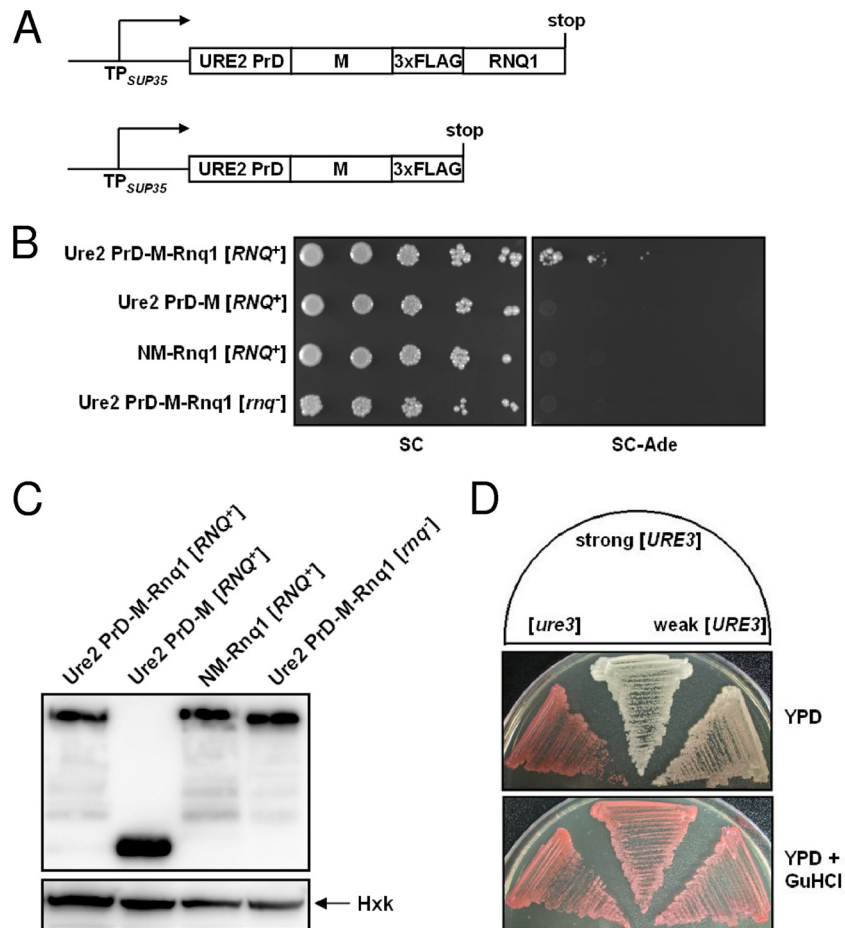 A
stop
URE2 PrD M 3xFLAG RNQ1
TPSUP35
stop
URE2 PrD M 3xFLAG
TPSUP35
B
Ure2 PrD-M-Rnq1 [RNQ+]
Ure2 PrD-M [RNQ+]
NM-Rnq1 [RNQ+]
Ure2 PrD-M-Rnq1 [rnq-]
SC SC-Ade
C
Ure2 PrD-M-Rnq1 [RNQ+]
Ure2 PrD-M [RNQ+]
NM-Rnq1 [RNQ+]
Ure2 PrD-M-Rnq1 [rnq-]
Hxk
D
strong [URE3]
[ure3] weak [URE3]
YPD
YPD +
GuHCl